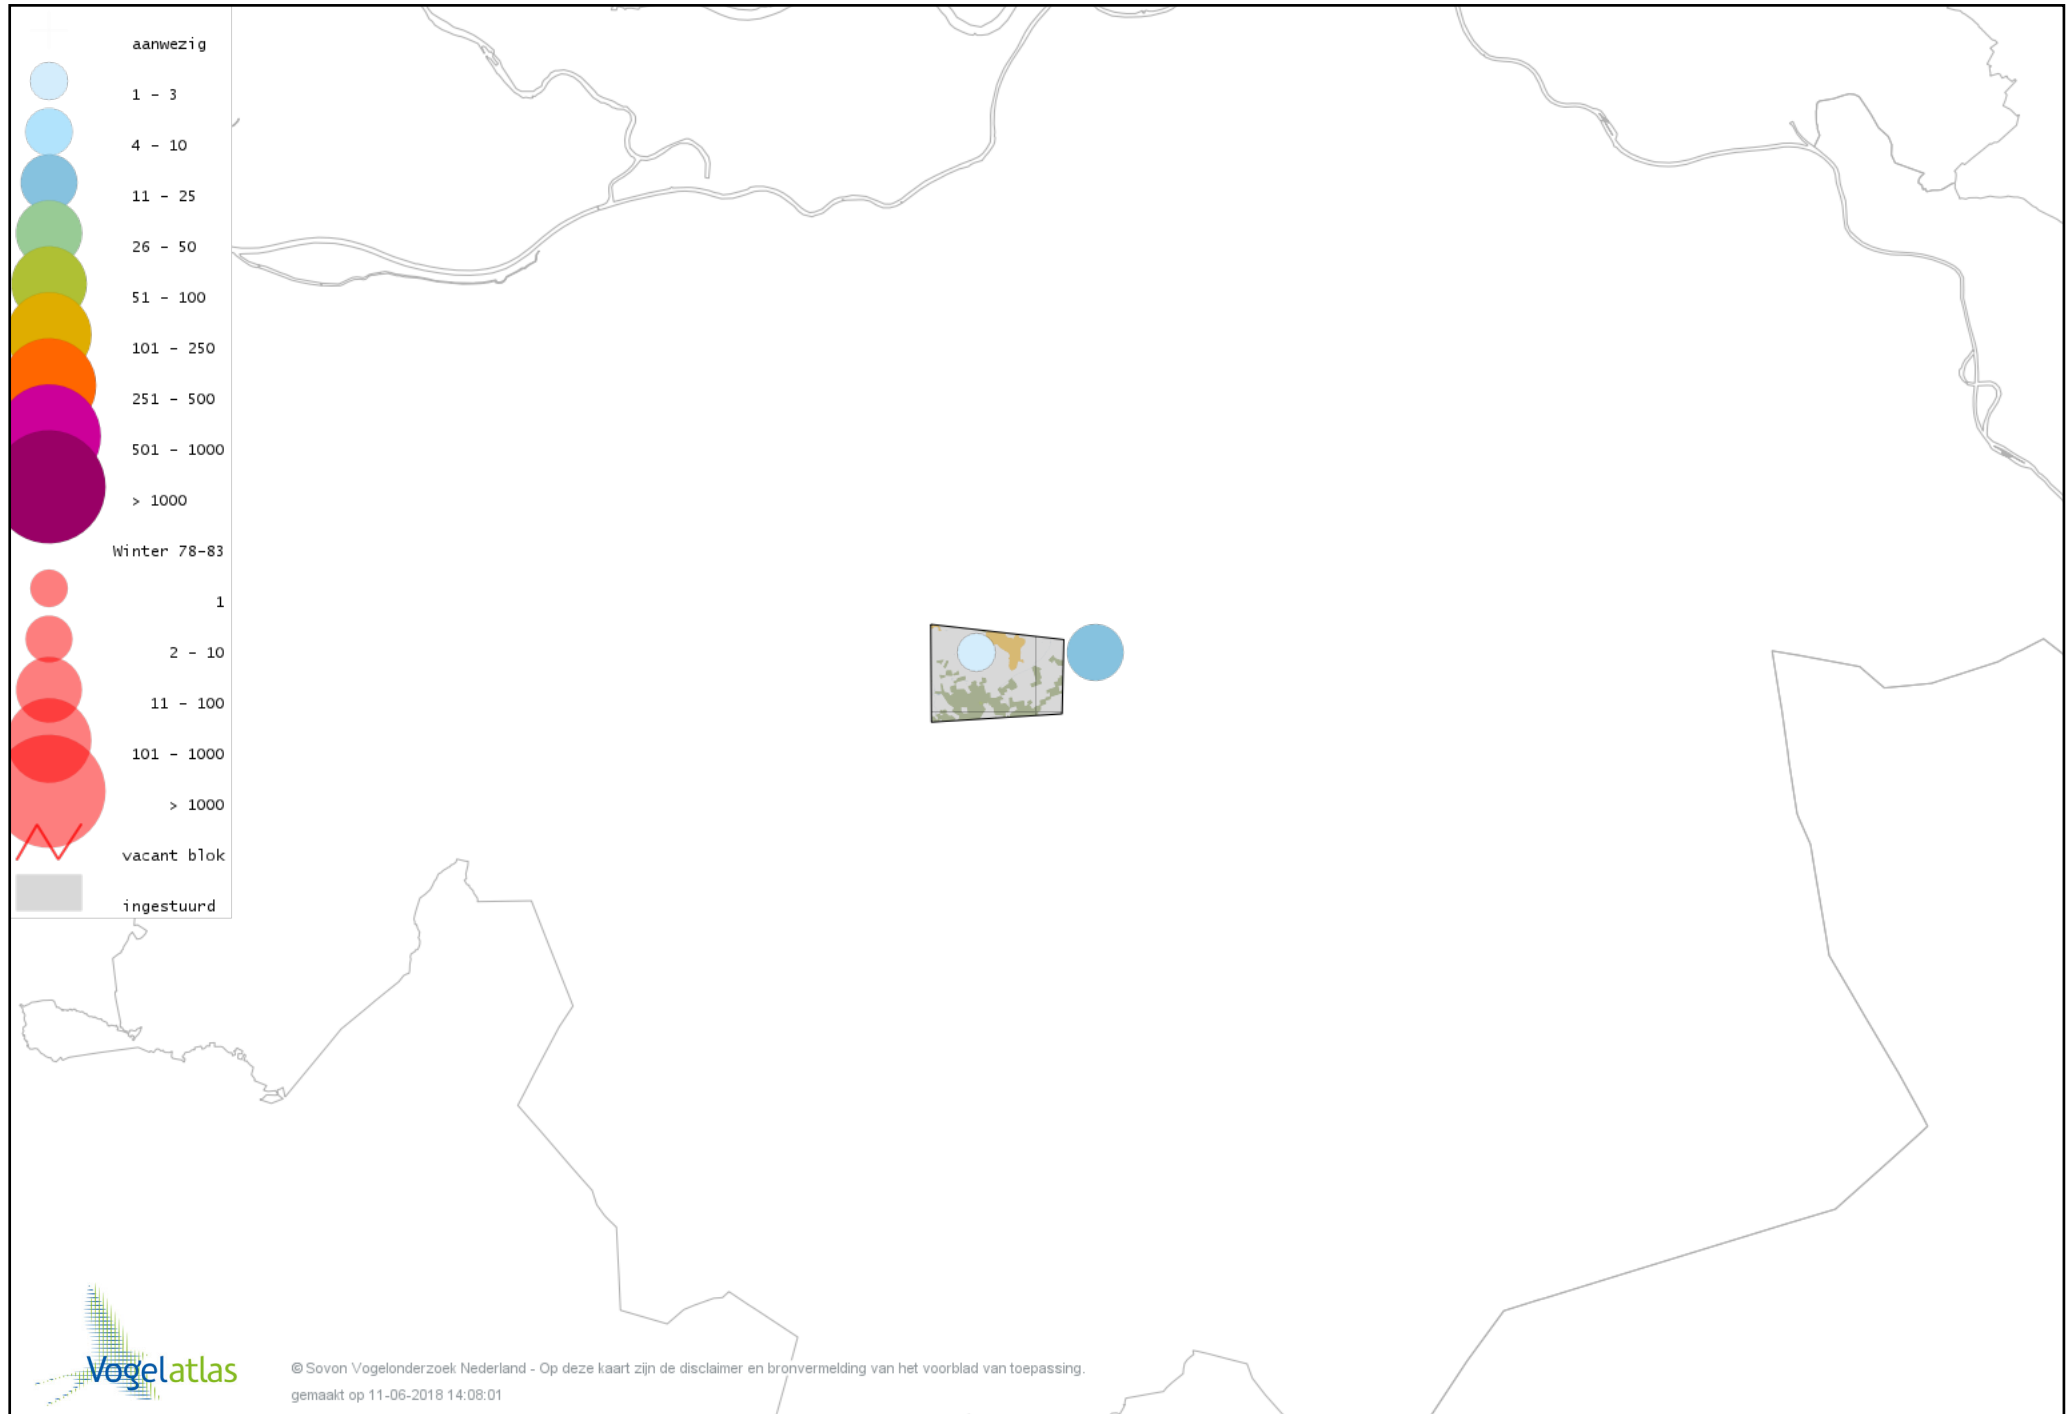 aanwezig
1 – 3
4 – 10
11 – 25
26 – 50
51 – 100
101 – 250
251 – 500
501 – 1000
> 1000
Winter 78-83
1
2 – 10
11 – 100
101 – 1000
> 1000
vacant blok
ingestuurd
Vogelatlas
© Sovon Vogelonderzoek Nederland - Op deze kaart zijn de disclaimer en bronvermelding van het voorblad van toepassing.
gemaakt op 11-06-2018 14:08:01